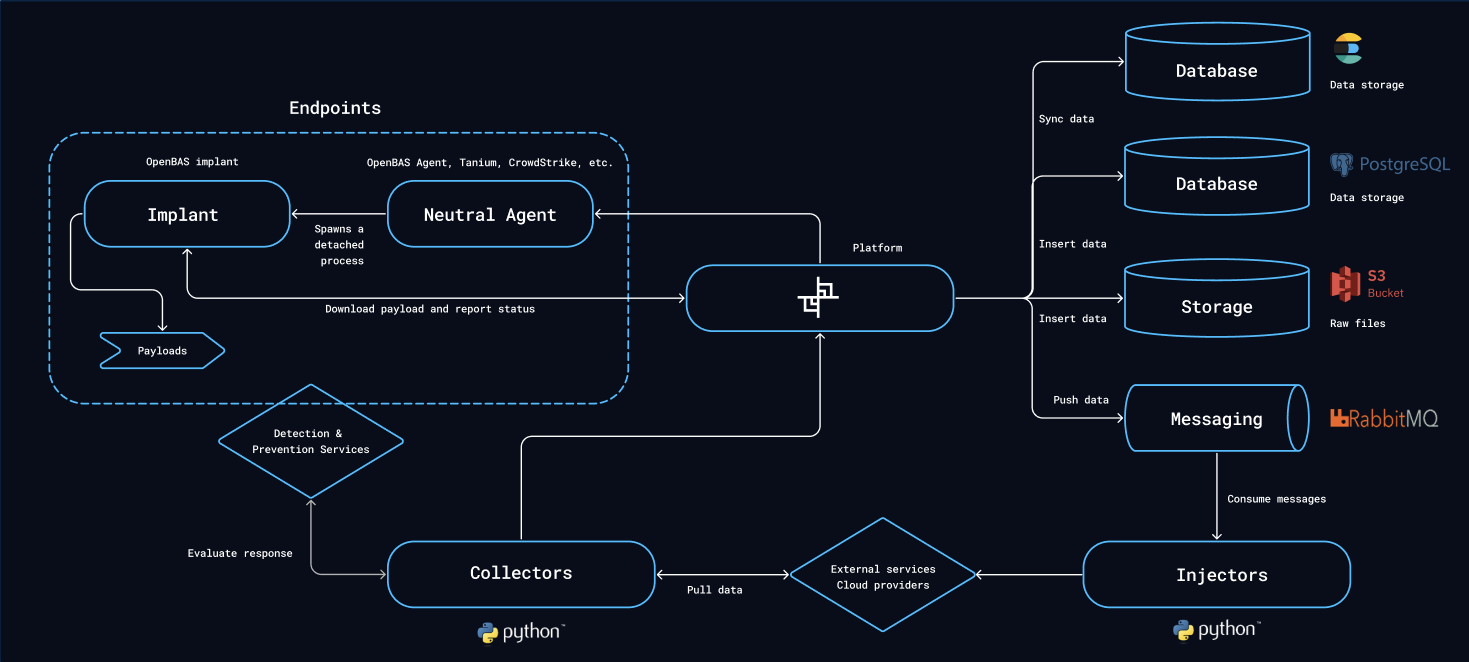 Endpoints
OpenBAS implant
OpenBAS Agent, Tanium, CrowdStrike, etc.
Implant
Neutral Agent
Spawns a
detached
process
Download payload and report status
Payloads
Platform
Detection &
Prevention Services
Evaluate response
Collectors
python™
Pull data
External services
Cloud providers
Injectors
python™
Sync data
Insert data
Insert data
Push data
Database
Data storage
Database
PostgreSQL
Data storage
Storage
S3
Bucket
Raw files
Messaging
RabbitMQ
Consume messages